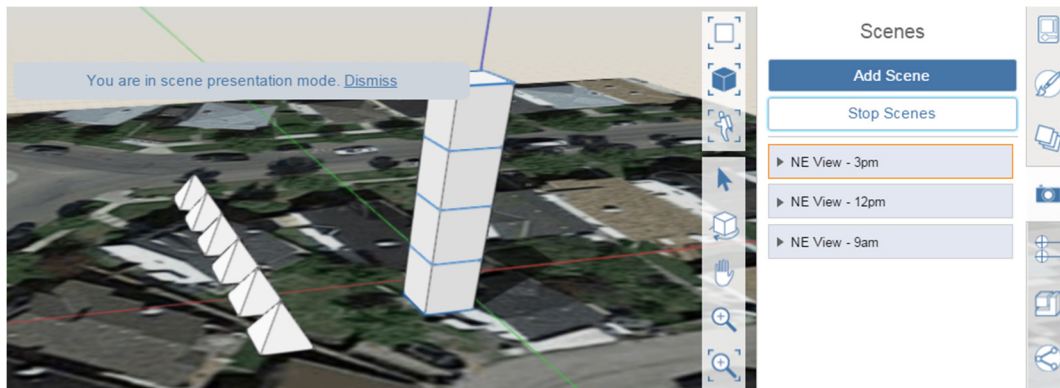 You are in scene presentation mode. Dismiss
Scenes
Add Scene
Stop Scenes
NE View - 3pm
NE View - 12pm
NE View - 9am